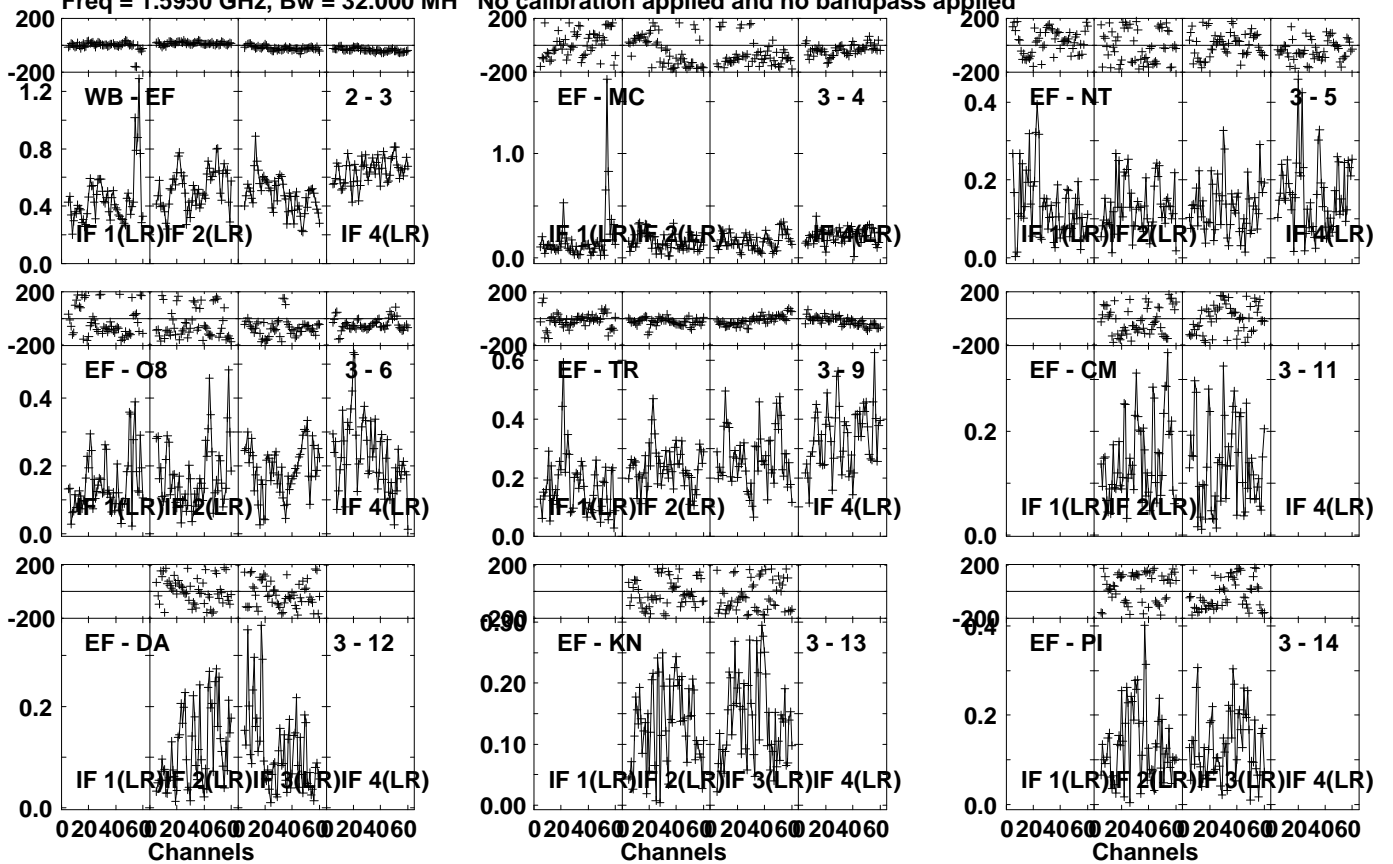 Freq = 1.5950 GHz, Bw = 32.000 MH No calibration applied and no bandpass applied
200 200 200
-200 -200 -200
WB - EF 2 - 3 EF - MC 3 - 4 EF - NT 3 - 5
1.2 0.4
1.0
0.8
0.2
0.4
IF 1(LR) IF 2(LR) IF 4(LR) IF 1(LR) IF 2(LR) IF 4(LR) IF 1(LR) IF 2(LR) IF 4(LR)
0.0 0.0 0.0
200 200 200
-200 -200 -200
EF - O8 3 - 6 EF - TR 3 - 9 EF - CM 3 - 11
0.6
0.4 0.4
0.2 0.2 0.2
IF 1(LR) IF 2(LR) IF 4(LR) IF 1(LR) IF 2(LR) IF 4(LR) IF 1(LR) IF 2(LR) IF 4(LR)
0.0 0.0 0.0
200 200 200
-200 -200 -200
0.30 0.4
EF - DA 3 - 12 EF - KN 3 - 13 EF - PI 3 - 14
0.2 0.20 0.2
0.10
IF 1(LR) IF 2(LR) IF 3(LR) IF 4(LR) IF 1(LR) IF 2(LR) IF 3(LR) IF 4(LR) IF 1(LR) IF 2(LR) IF 3(LR) IF 4(LR)
0.0 0.00 0.0
0 20 40 60 0 20 40 60 0 20 40 60 0 20 40 60 0 20 40 60 0 20 40 60 0 20 40 60 0 20 40 60 0 20 40 60 0 20 40 60 0 20 40 60 0 20 40 60
Channels Channels Channels